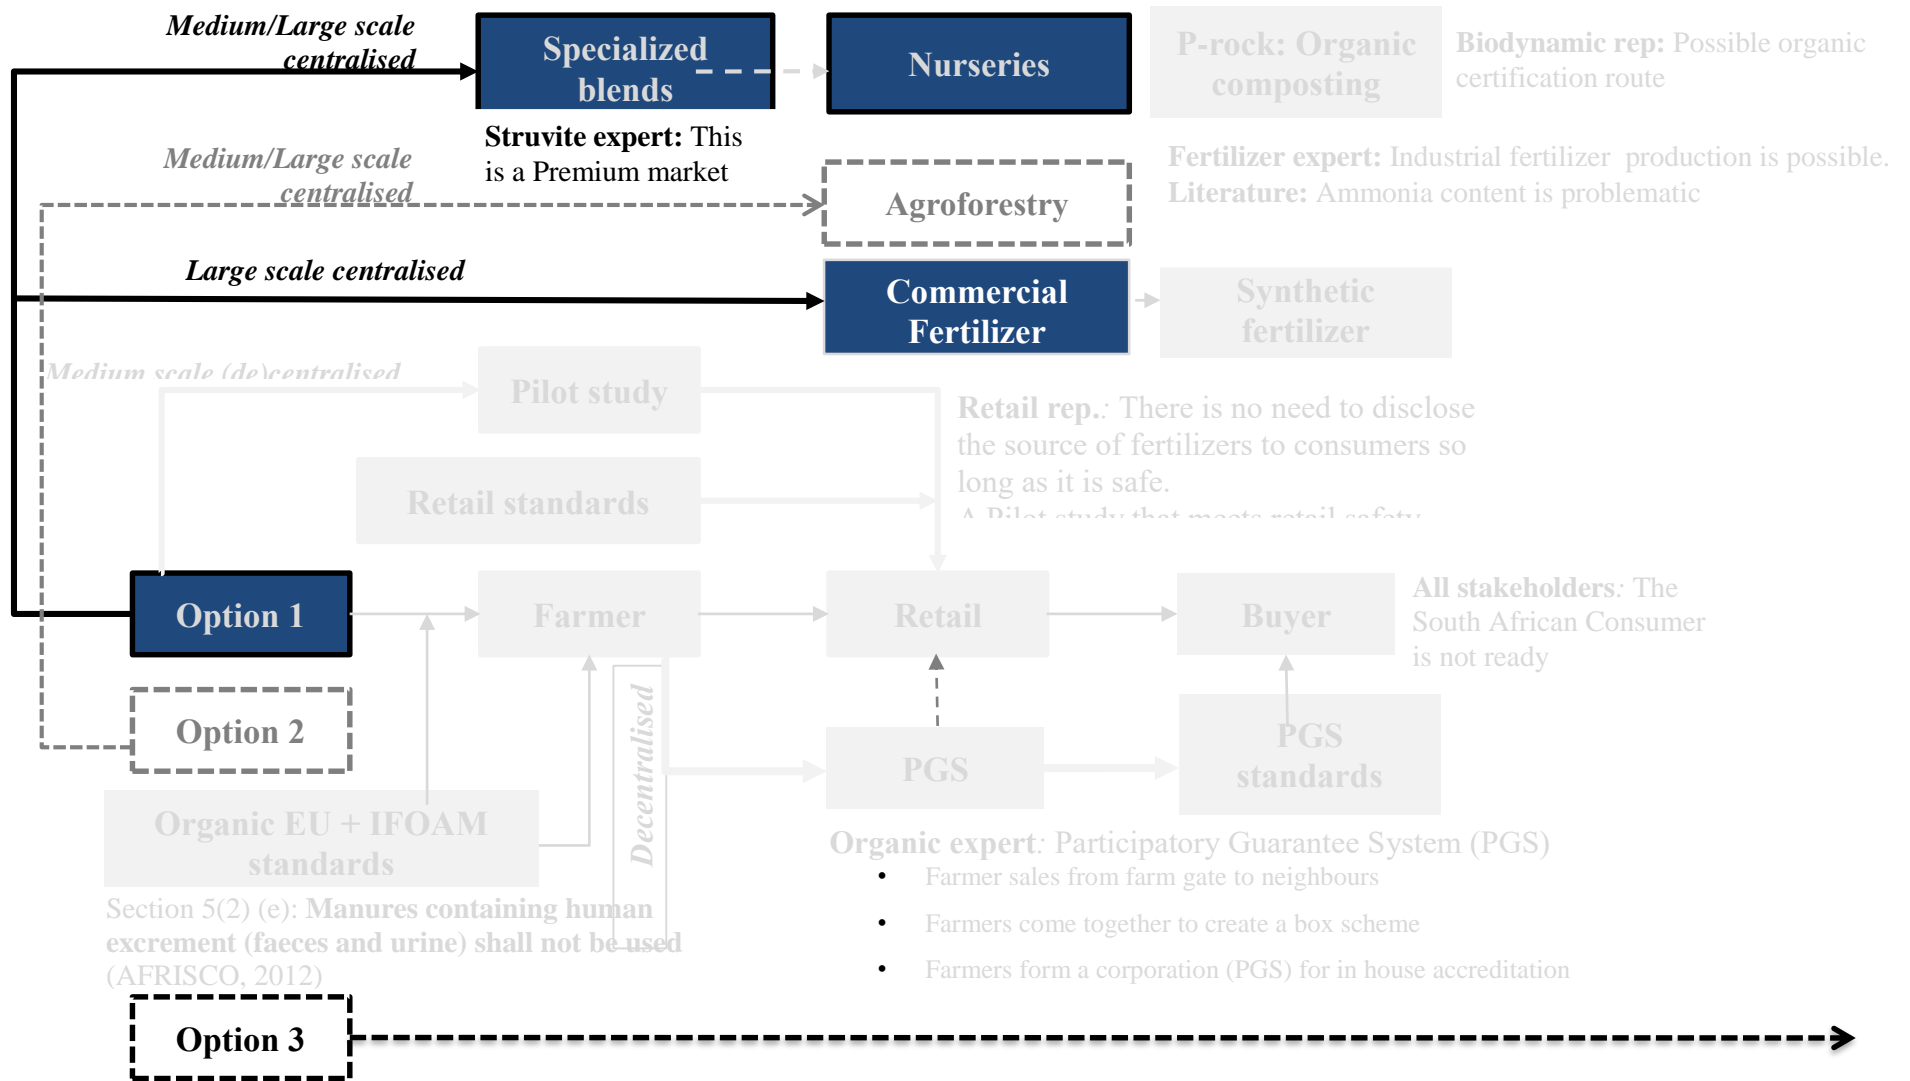 Medium/Large scale
centralised
Specialized
blends
Nurseries
P-rock: Organic
composting
Biodynamic rep: Possible organic
certification route
Struvite expert: This
is a Premium market
Medium/Large scale
centralised
Agroforestry
Fertilizer expert: Industrial fertilizer production is possible.
Literature: Ammonia content is problematic
Large scale centralised
Commercial
Fertilizer
Synthetic
fertilizer
Medium scale (de)centralised
Pilot study
Retail standards
Retail rep.: There is no need to disclose
the source of fertilizers to consumers so
long as it is safe.
A Pilot study that meets retail safety
Option 1
Farmer
Retail
Buyer
All stakeholders: The
South African Consumer
is not ready
Option 2
Decentralised
PGS
PGS
standards
Organic EU + IFOAM
standards
Organic expert: Participatory Guarantee System (PGS)
• Farmer sales from farm gate to neighbours
• Farmers come together to create a box scheme
• Farmers form a corporation (PGS) for in house accreditation
Section 5(2) (e): Manures containing human
excrement (faeces and urine) shall not be used
(AFRISCO, 2012)
Option 3